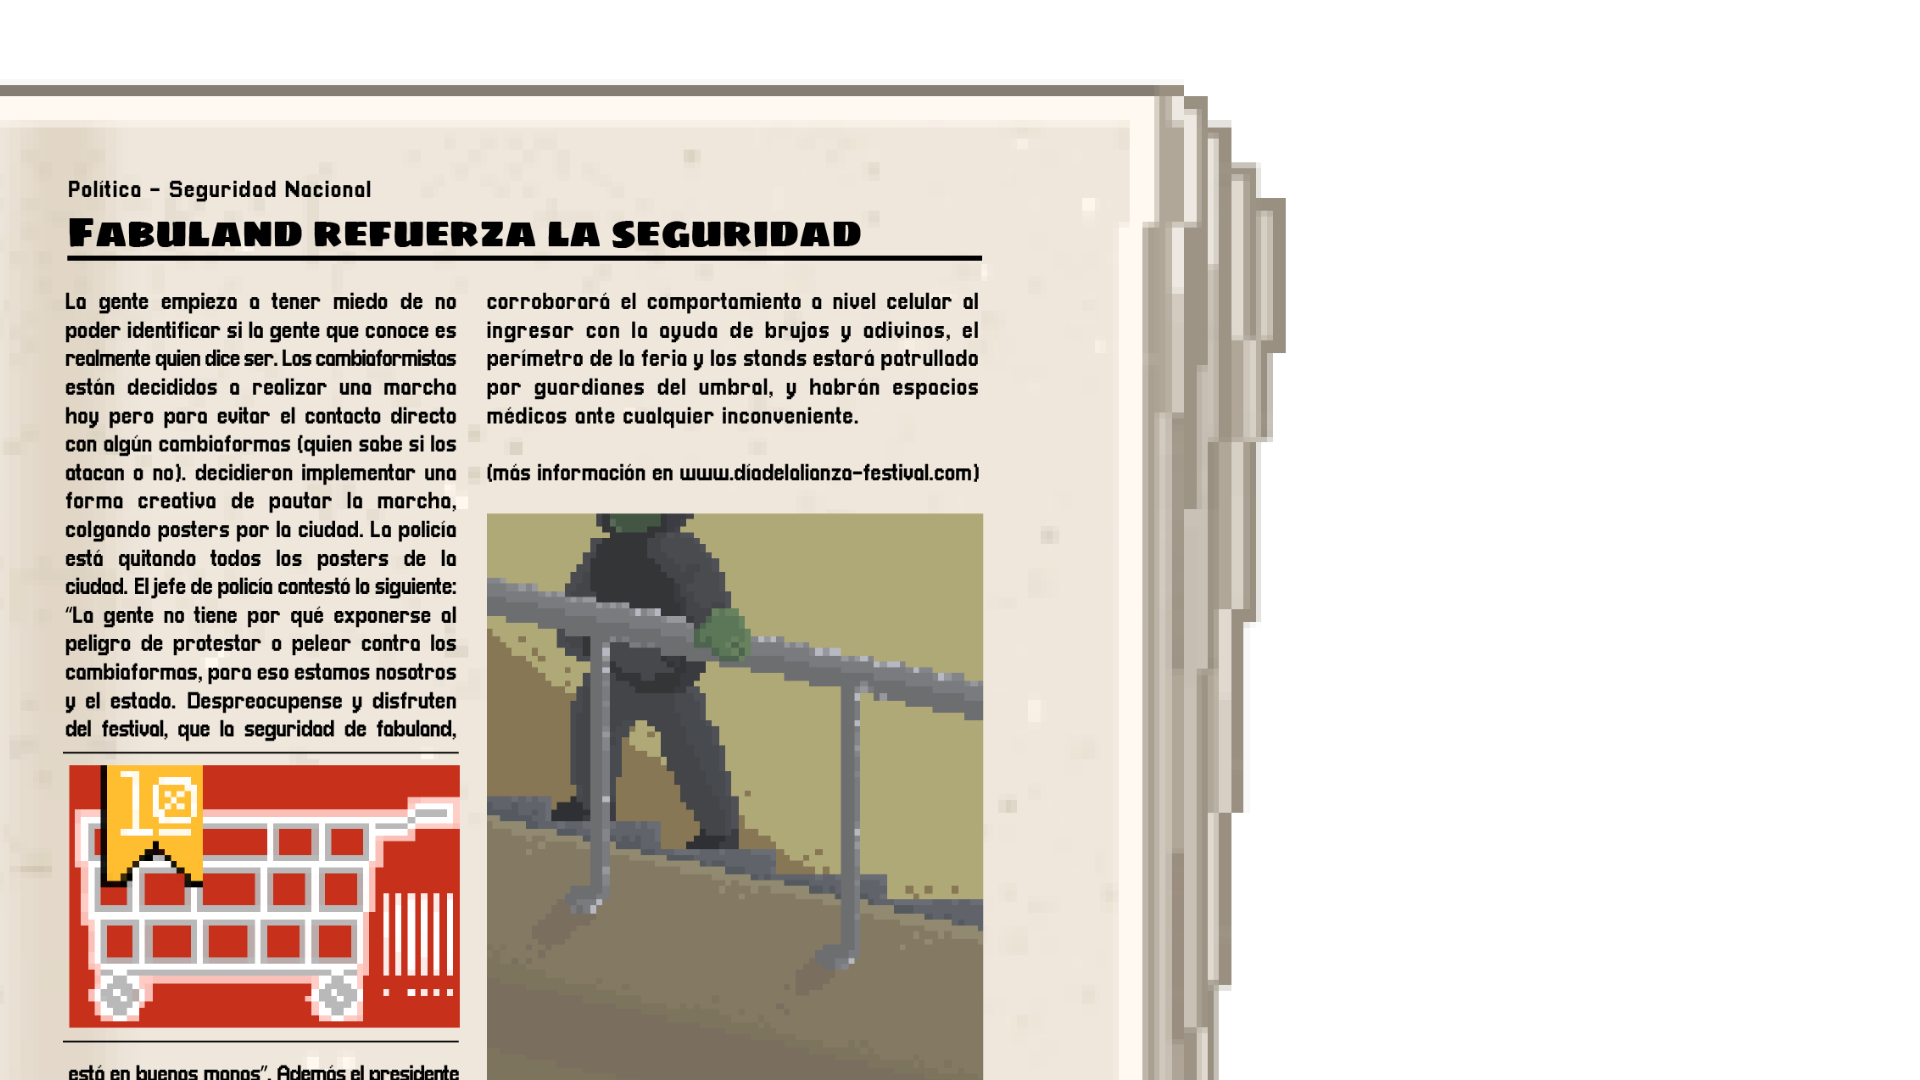 Política - Seguridad Nacional
FABULAND REFUERZA LA SEGURIDAD
La gente empieza a tener miedo de no
poder identificar si la gente que conoce es
realmente quien dice ser. Los cambiaformistas
están decididos a realizar una marcha
hoy pero para evitar el contacto directo
con algún cambiaformas (quien sabe si los
atacan o no). decidieron implementar una
forma creativa de pautar la marcha,
colgando posters por la ciudad. La policía
está quitando todos los posters de la
ciudad. El jefe de policía contestó lo siguiente:
“La gente no tiene por qué exponerse al
peligro de protestar o pelear contra los
cambiaformas, para eso estamos nosotros
y el estado. Despreocupense y disfruten
del festival, que la seguridad de fabuland,
10
está en buenos manos”. Además el presidente
corroborará el comportamiento a nivel celular al
ingresar con la ayuda de brujos y adivinos, el
perímetro de la feria y los stands estará patrullado
por guardianes del umbral, y habrán espacios
médicos ante cualquier inconveniente.
(más información en www.díadelalianza-festival.com)